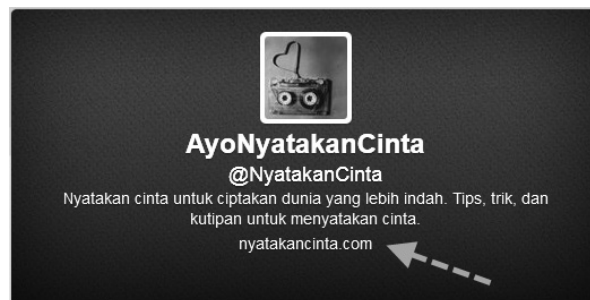 AyoNyatakanCinta
@NyatakanCinta
Nyatakan cinta untuk ciptakan dunia yang lebih indah. Tips, trik, dan
kutipan untuk menyatakan cinta.
nyatakancinta.com